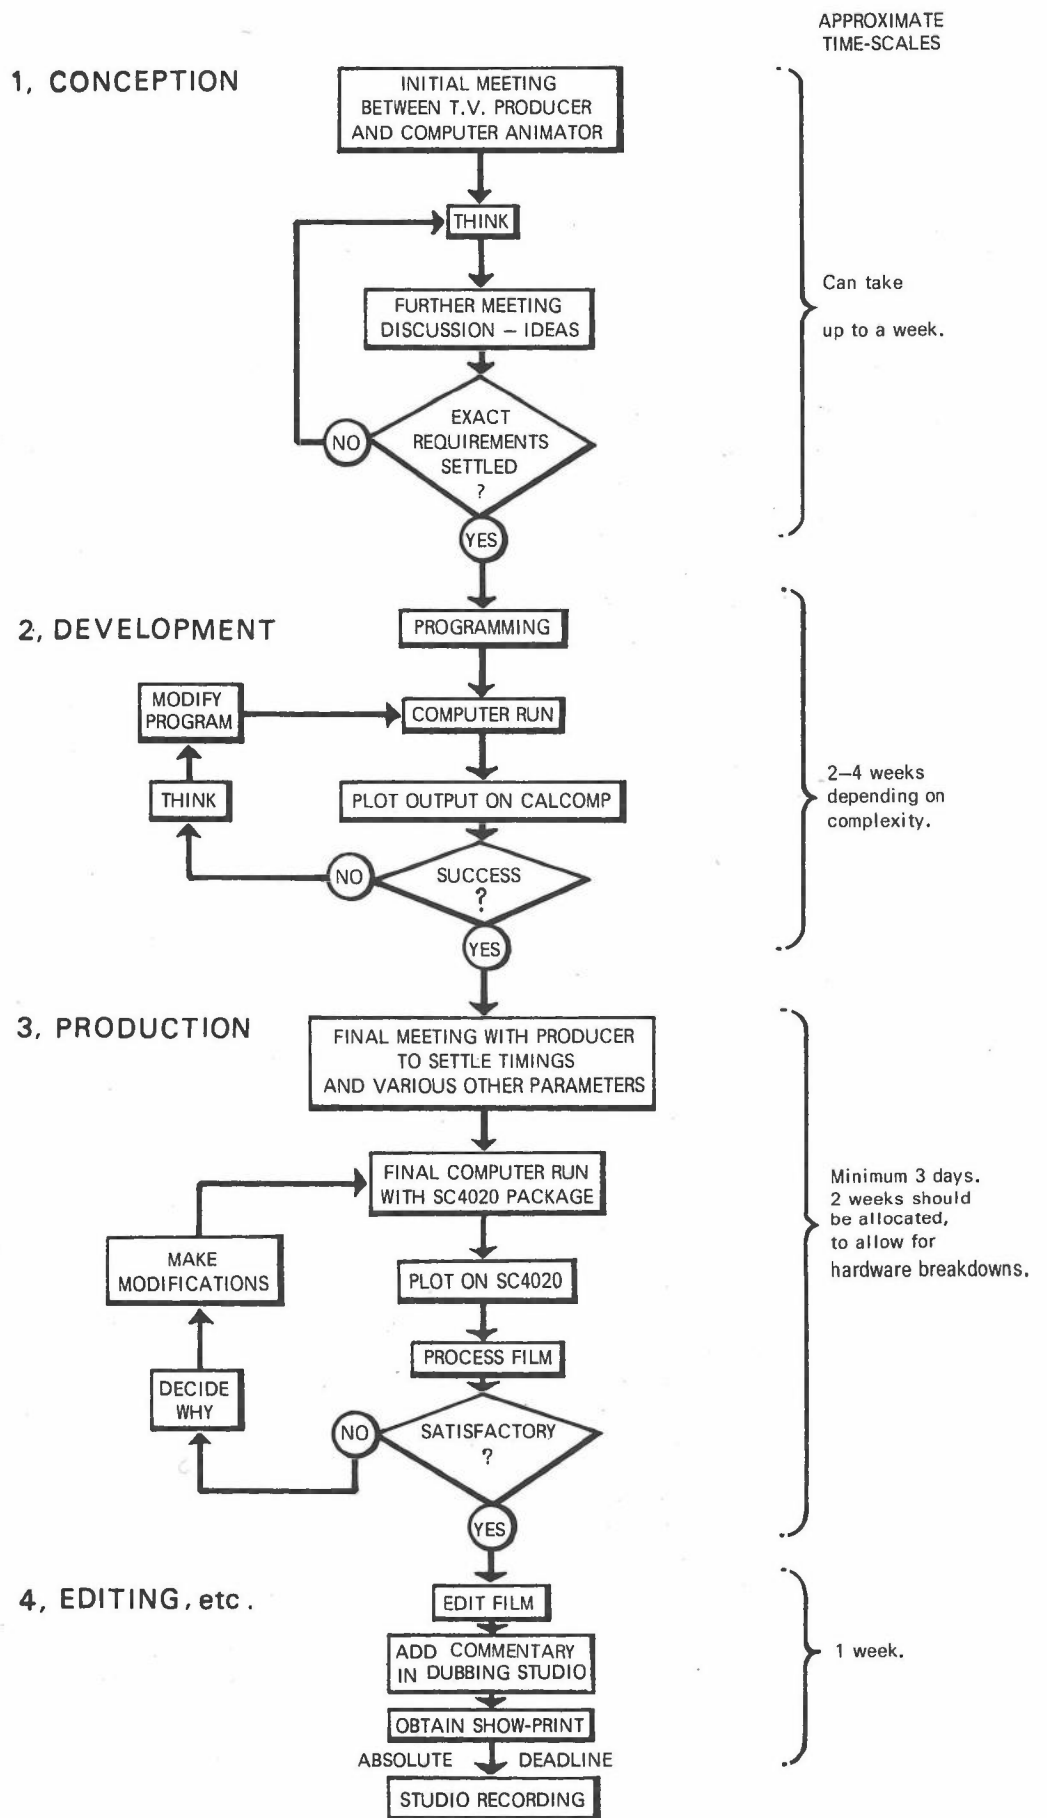 APPROXIMATE
TIME-SCALES
1, CONCEPTION
INITIAL MEETING
BETWEEN T.V. PRODUCER
AND COMPUTER ANIMATOR
THINK
FURTHER MEETING
DISCUSSION – IDEAS
Can take
up to a week.
EXACT
REQUIREMENTS
SETTLED
?
NO
YES
2, DEVELOPMENT
PROGRAMMING
MODIFY
PROGRAM
COMPUTER RUN
THINK
PLOT OUTPUT ON CALCOMP
2–4 weeks
depending on
complexity.
NO
SUCCESS
?
YES
3, PRODUCTION
FINAL MEETING WITH PRODUCER
TO SETTLE TIMINGS
AND VARIOUS OTHER PARAMETERS
FINAL COMPUTER RUN
WITH SC4020 PACKAGE
Minimum 3 days.
2 weeks should
be allocated,
to allow for
hardware breakdowns.
MAKE
MODIFICATIONS
PLOT ON SC4020
PROCESS FILM
DECIDE
WHY
NO
SATISFACTORY
?
YES
4, EDITING, etc.
EDIT FILM
ADD COMMENTARY
IN DUBBING STUDIO
1 week.
OBTAIN SHOW-PRINT
ABSOLUTE DEADLINE
STUDIO RECORDING